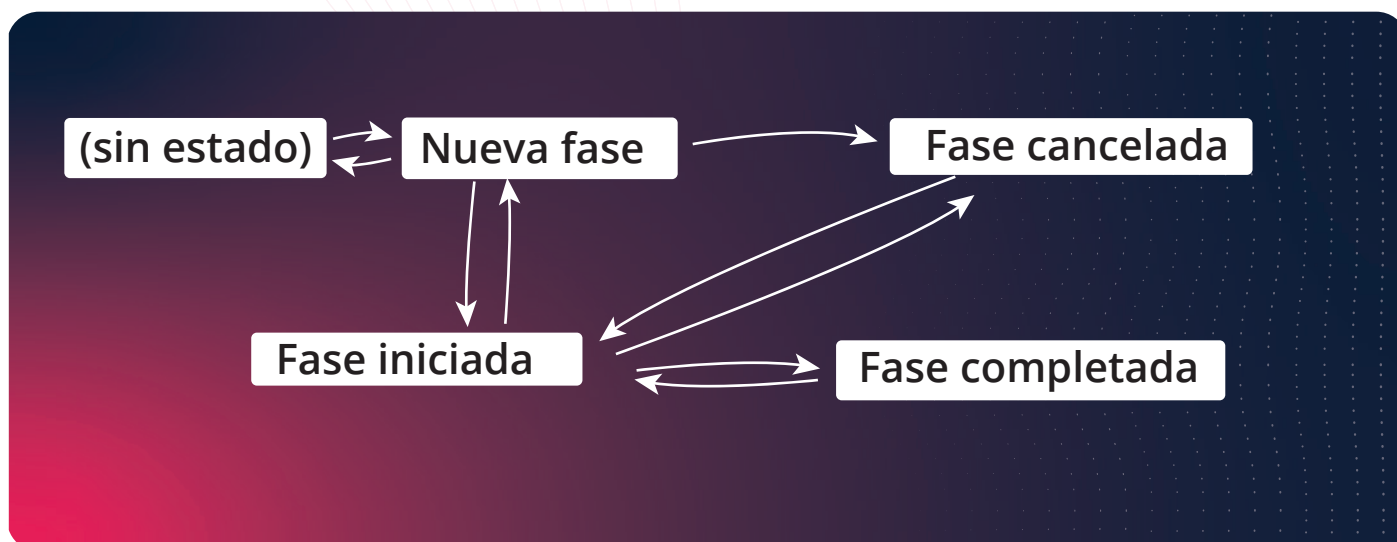 (sin estado)
Nueva fase
Fase cancelada
Fase iniciada
Fase completada